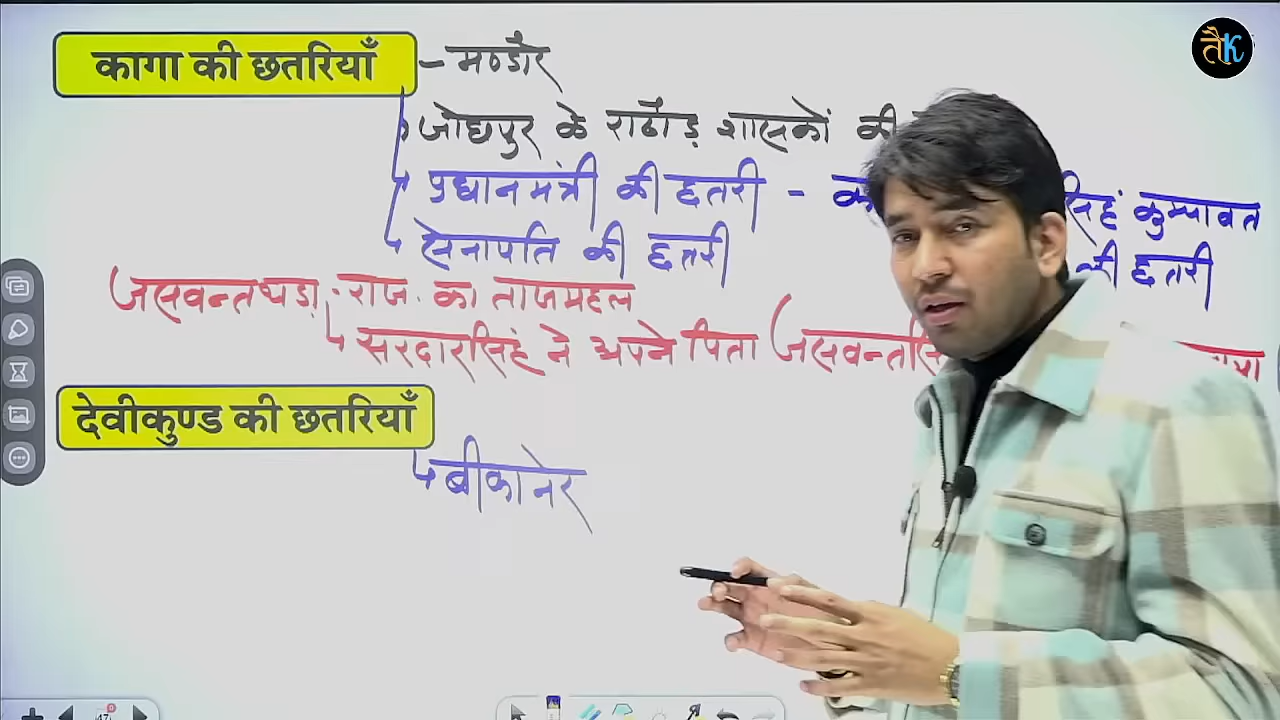 तैK
कागा की छतरियाँ - मण्डौर
जोधपुर के राठौड़ शासकों की
प्रधानमंत्री की छतरी - सिहं कुम्पावत
सेनापति की छतरी की छतरी
जसवन्तथड़ा - राज. का ताजमहल
सरदारसिहं ने अपने पिता जसवन्तसि
देवीकुण्ड की छतरियाँ
बीकानेर